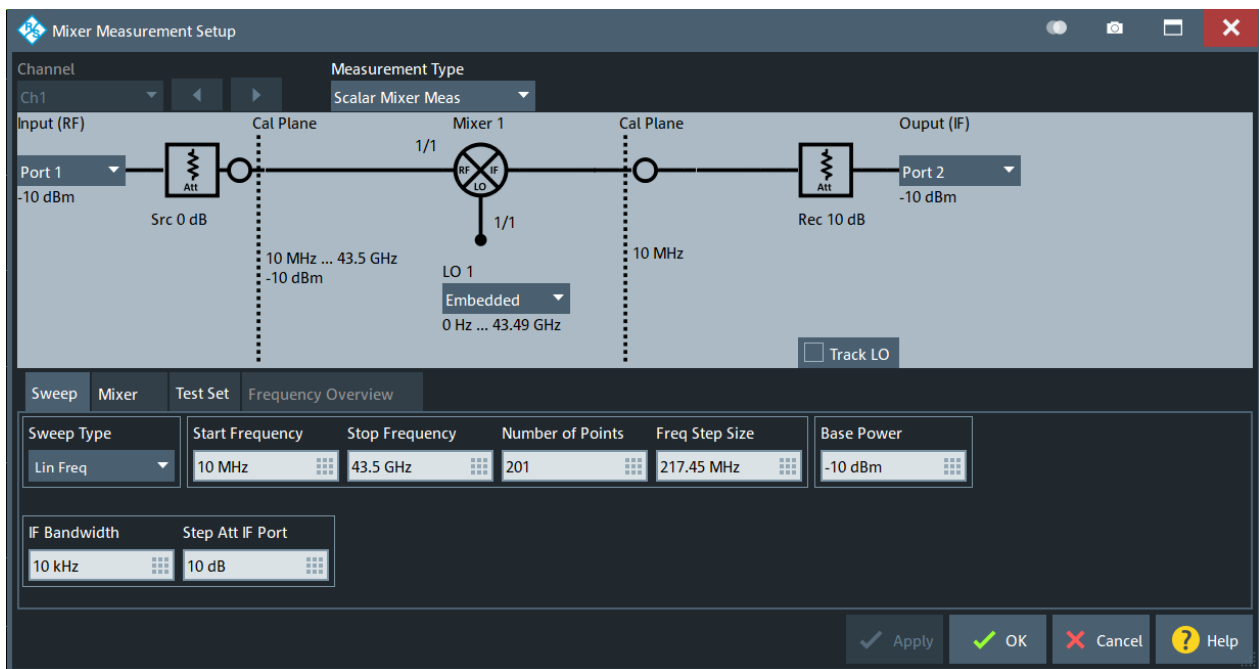 Mixer Measurement Setup
Channel
Measurement Type
Ch1
Scalar Mixer Meas
Input (RF)
Cal Plane
Mixer 1
Cal Plane
Ouput (IF)
1/1
Port 1
Att
RF
IF
LO
Att
Port 2
-10 dBm
-10 dBm
Src 0 dB
1/1
Rec 10 dB
10 MHz ... 43.5 GHz
-10 dBm
10 MHz
LO 1
Embedded
0 Hz ... 43.49 GHz
Track LO
Sweep
Mixer
Test Set
Frequency Overview
Sweep Type
Start Frequency
Stop Frequency
Number of Points
Freq Step Size
Base Power
Lin Freq
10 MHz
43.5 GHz
201
217.45 MHz
-10 dBm
IF Bandwidth
Step Att IF Port
10 kHz
10 dB
Apply
OK
Cancel
? Help